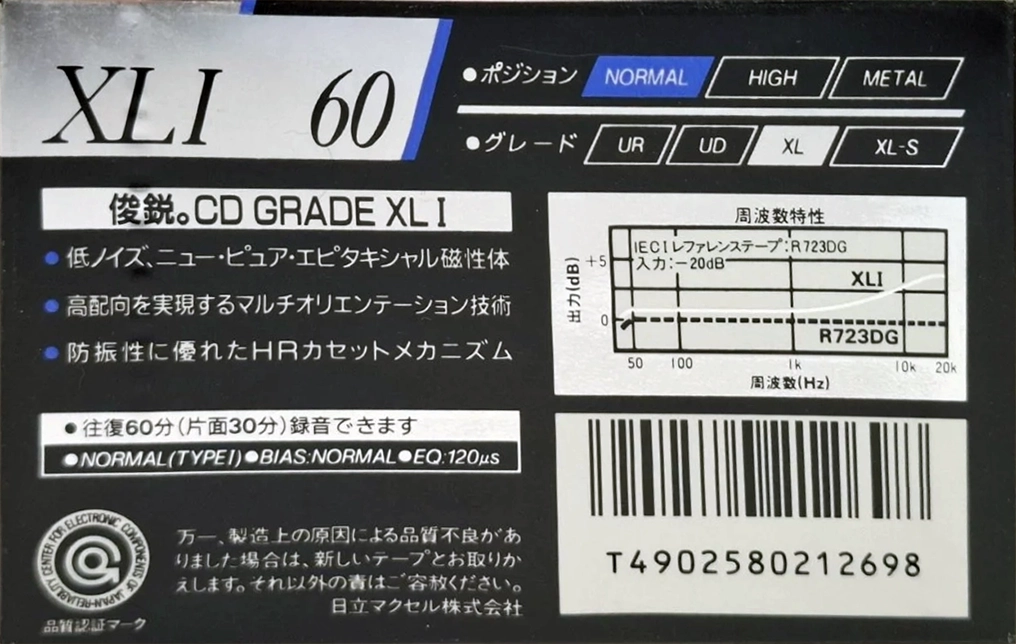 XLI 60
●ポジション NORMAL HIGH METAL
●グレード UR UD XL XL-S
俊鋭。CD GRADE XL I
●低ノイズ、ニュー・ピュア・エピタキシャル磁性体
●高配向を実現するマルチオリエンテーション技術
●防振性に優れたHRカセットメカニズム
周波数特性
IECIレファレンステープ:R723DG
入力:-20dB
出力(dB)
+5
0
XLI
R723DG
50 100 1k 10k 20k
周波数(Hz)
●往復60分(片面30分)録音できます
●NORMAL(TYPEI)●BIAS:NORMAL●EQ:120μs
RELIABILITY CENTER FOR ELECTRONIC COMPONENTS OF JAPAN
品質認証マーク
万一、製造上の原因による品質不良があ
りました場合は、新しいテープとお取りか
えします。それ以外の責はご容赦ください。
日立マクセル株式会社
T4902580212698